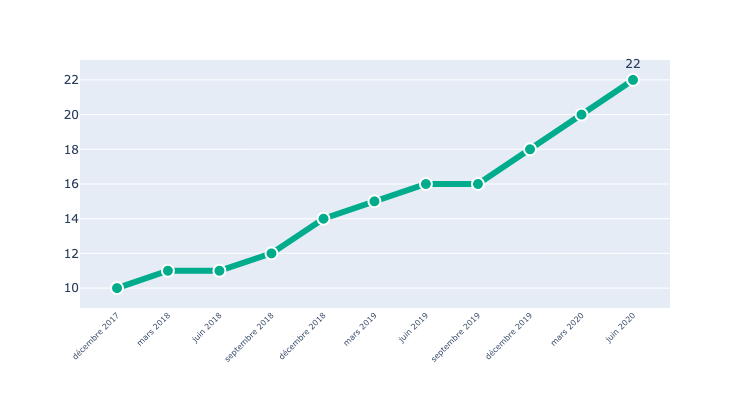 22
22
20
18
16
14
12
10
décembre 2017
mars 2018
juin 2018
septembre 2018
décembre 2018
mars 2019
juin 2019
septembre 2019
décembre 2019
mars 2020
juin 2020